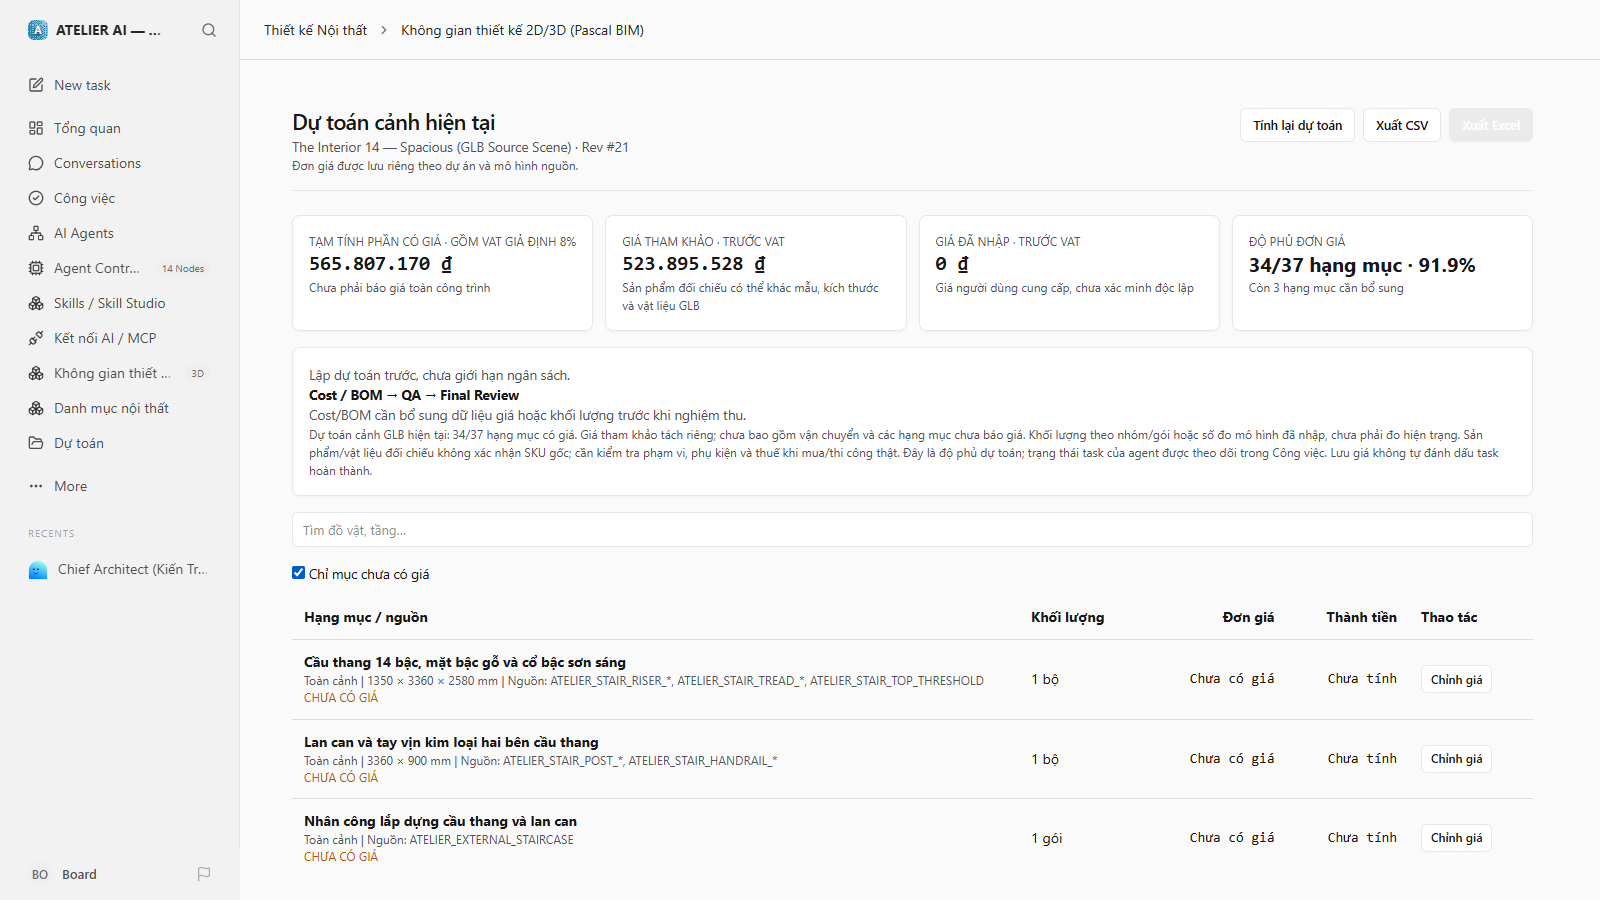 ATELIER AI — ...
New task
Tổng quan
Conversations
Công việc
AI Agents
Agent Contr... 14 Nodes
Skills / Skill Studio
Kết nối AI / MCP
Không gian thiết ... 3D
Danh mục nội thất
Dự toán
More
RECENTS
Chief Architect (Kiến Tr...
BO Board
Thiết kế Nội thất > Không gian thiết kế 2D/3D (Pascal BIM)
Dự toán cảnh hiện tại
The Interior 14 — Spacious (GLB Source Scene) · Rev #21
Đơn giá được lưu riêng theo dự án và mô hình nguồn.
Tính lại dự toán
Xuất CSV
Xuất Excel
TẠM TÍNH PHẦN CÓ GIÁ · GỒM VAT GIẢ ĐỊNH 8%
565.807.170 ₫
Chưa phải báo giá toàn công trình
GIÁ THAM KHẢO · TRƯỚC VAT
523.895.528 ₫
Sản phẩm đối chiếu có thể khác mẫu, kích thước
và vật liệu GLB
GIÁ ĐÃ NHẬP · TRƯỚC VAT
0 ₫
Giá người dùng cung cấp, chưa xác minh độc lập
ĐỘ PHỦ ĐƠN GIÁ
34/37 hạng mục · 91.9%
Còn 3 hạng mục cần bổ sung
Lập dự toán trước, chưa giới hạn ngân sách.
Cost / BOM → QA → Final Review
Cost/BOM cần bổ sung dữ liệu giá hoặc khối lượng trước khi nghiệm thu.
Dự toán cảnh GLB hiện tại: 34/37 hạng mục có giá. Giá tham khảo tách riêng; chưa bao gồm vận chuyển và các hạng mục chưa báo giá. Khối lượng theo nhóm/gói hoặc số đo mô hình đã nhập, chưa phải đo hiện trạng. Sản
phẩm/vật liệu đối chiếu không xác nhận SKU gốc; cần kiểm tra phạm vi, phụ kiện và thuế khi mua/thi công thật. Đây là độ phủ dự toán; trạng thái task của agent được theo dõi trong Công việc. Lưu giá không tự đánh dấu task
hoàn thành.
Tìm đồ vật, tầng...
Chỉ mục chưa có giá
Hạng mục / nguồn Khối lượng Đơn giá Thành tiền Thao tác
Cầu thang 14 bậc, mặt bậc gỗ và cổ bậc sơn sáng
Toàn cảnh | 1350 × 3360 × 2580 mm | Nguồn: ATELIER_STAIR_RISER_*, ATELIER_STAIR_TREAD_*, ATELIER_STAIR_TOP_THRESHOLD
CHƯA CÓ GIÁ
1 bộ Chưa có giá Chưa tính Chỉnh giá
Lan can và tay vịn kim loại hai bên cầu thang
Toàn cảnh | 3360 × 900 mm | Nguồn: ATELIER_STAIR_POST_*, ATELIER_STAIR_HANDRAIL_*
CHƯA CÓ GIÁ
1 bộ Chưa có giá Chưa tính Chỉnh giá
Nhân công lắp dựng cầu thang và lan can
Toàn cảnh | Nguồn: ATELIER_EXTERNAL_STAIRCASE
CHƯA CÓ GIÁ
1 gói Chưa có giá Chưa tính Chỉnh giá